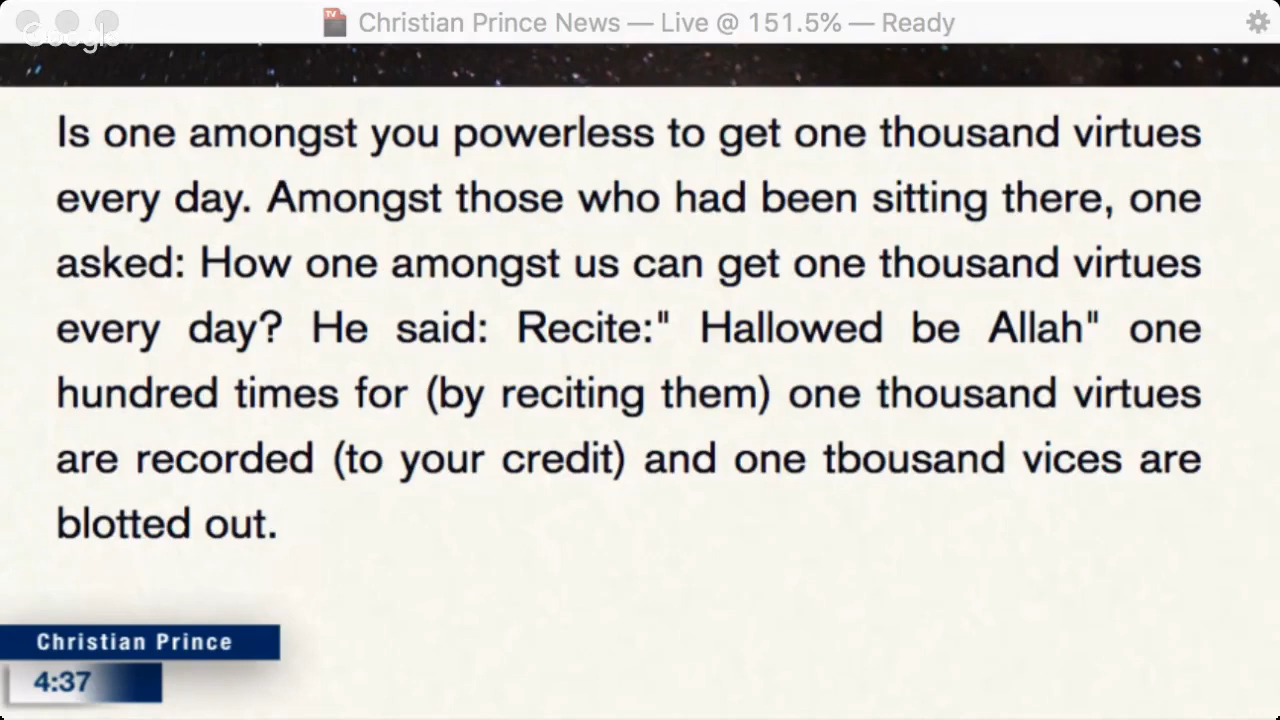 TV
Christian Prince News — Live @ 151.5% — Ready
Google
Is one amongst you powerless to get one thousand virtues
every day. Amongst those who had been sitting there, one
asked: How one amongst us can get one thousand virtues
every day? He said: Recite:" Hallowed be Allah" one
hundred times for (by reciting them) one thousand virtues
are recorded (to your credit) and one tbousand vices are
blotted out.
Christian Prince
4:37